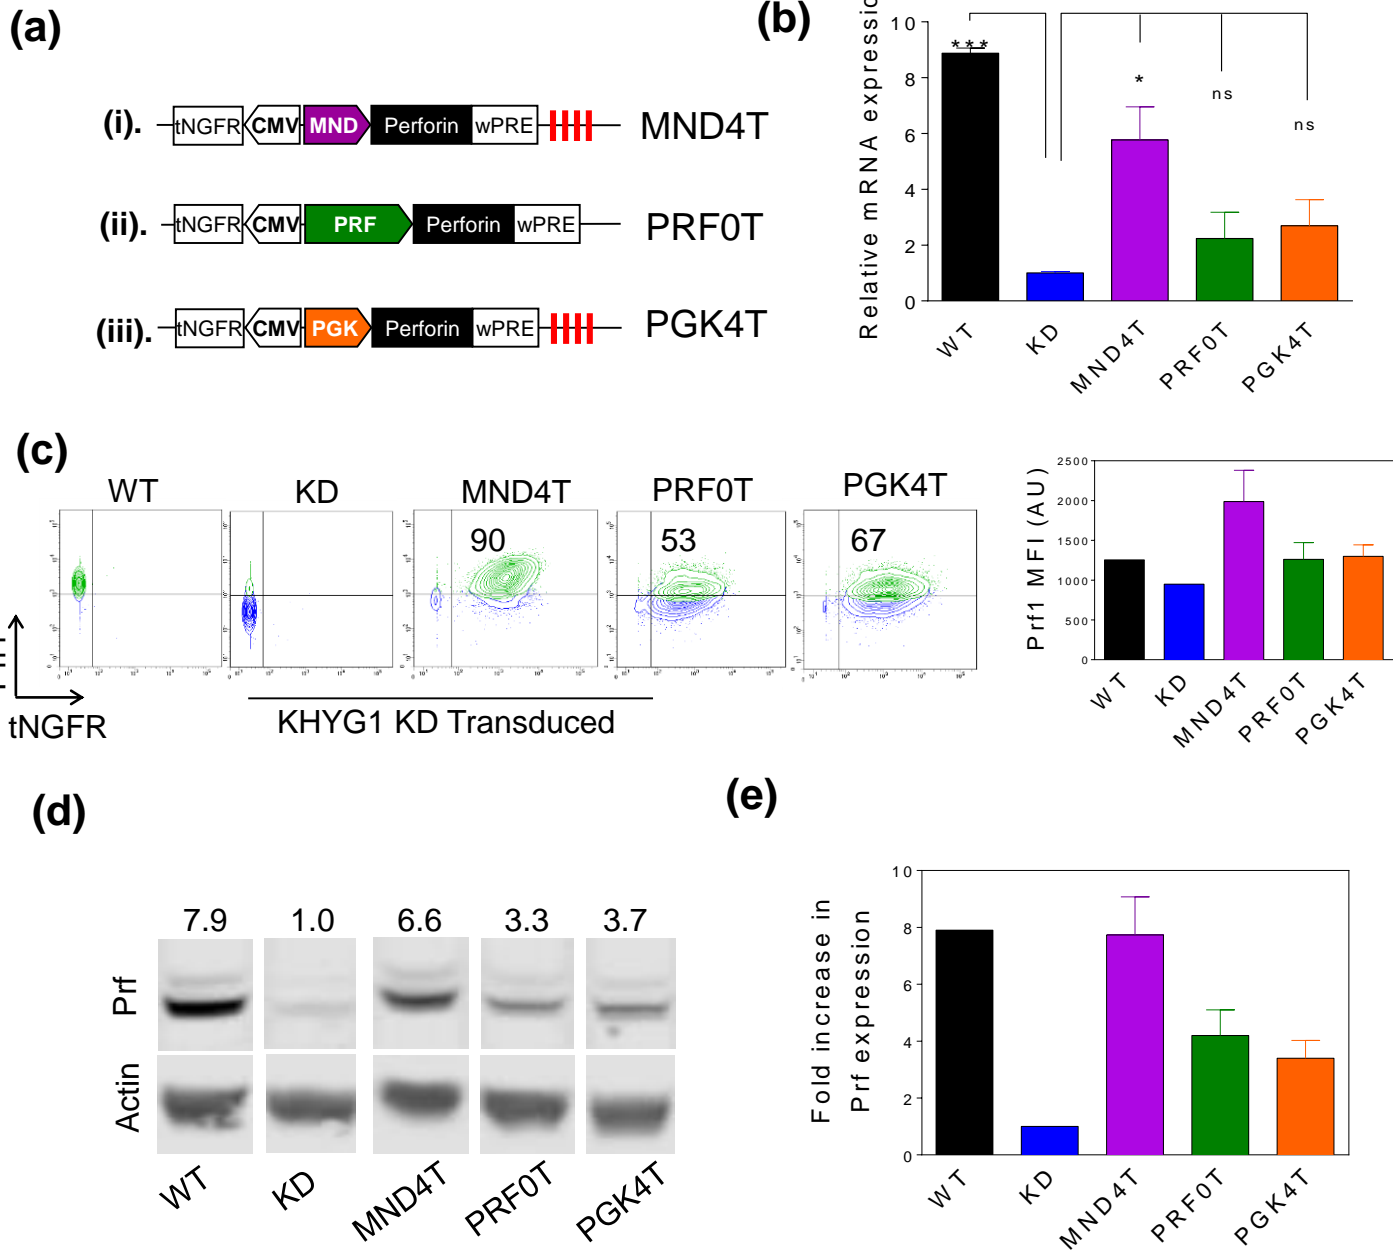 (a)
(i). tNGFR CMV MND Perforin wPRE MND4T
(ii). tNGFR CMV PRF Perforin wPRE PRF0T
(iii). tNGFR CMV PGK Perforin wPRE PGK4T
(b)
Relative mRNA expression
10
8
6
4
2
0
***
*
ns
ns
WT
KD
MND4T
PRF0T
PGK4T
(c)
WT
KD
MND4T
PRF0T
PGK4T
90
53
67
tNGFR
KHYG1 KD Transduced
Prf1 MFI (AU)
2500
2000
1500
1000
500
0
WT
KD
MND4T
PRF0T
PGK4T
(d)
7.9 1.0 6.6 3.3 3.7
Prf
Actin
WT
KD
MND4T
PRF0T
PGK4T
(e)
Fold increase in
Prf expression
10
8
6
4
2
0
WT
KD
MND4T
PRF0T
PGK4T